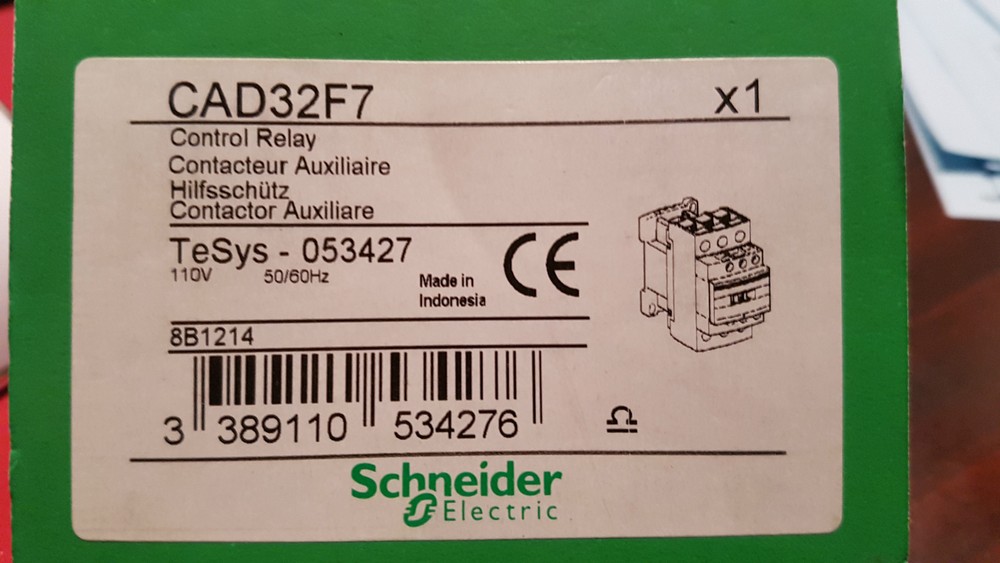 CAD32F7 x1
Control Relay
Contacteur Auxiliaire
Hilfsschütz
Contactor Auxiliare
TeSys - 053427
110V 50/60Hz
Made in
Indonesia
CE
8B1214
3 389110 534276
Schneider
Electric